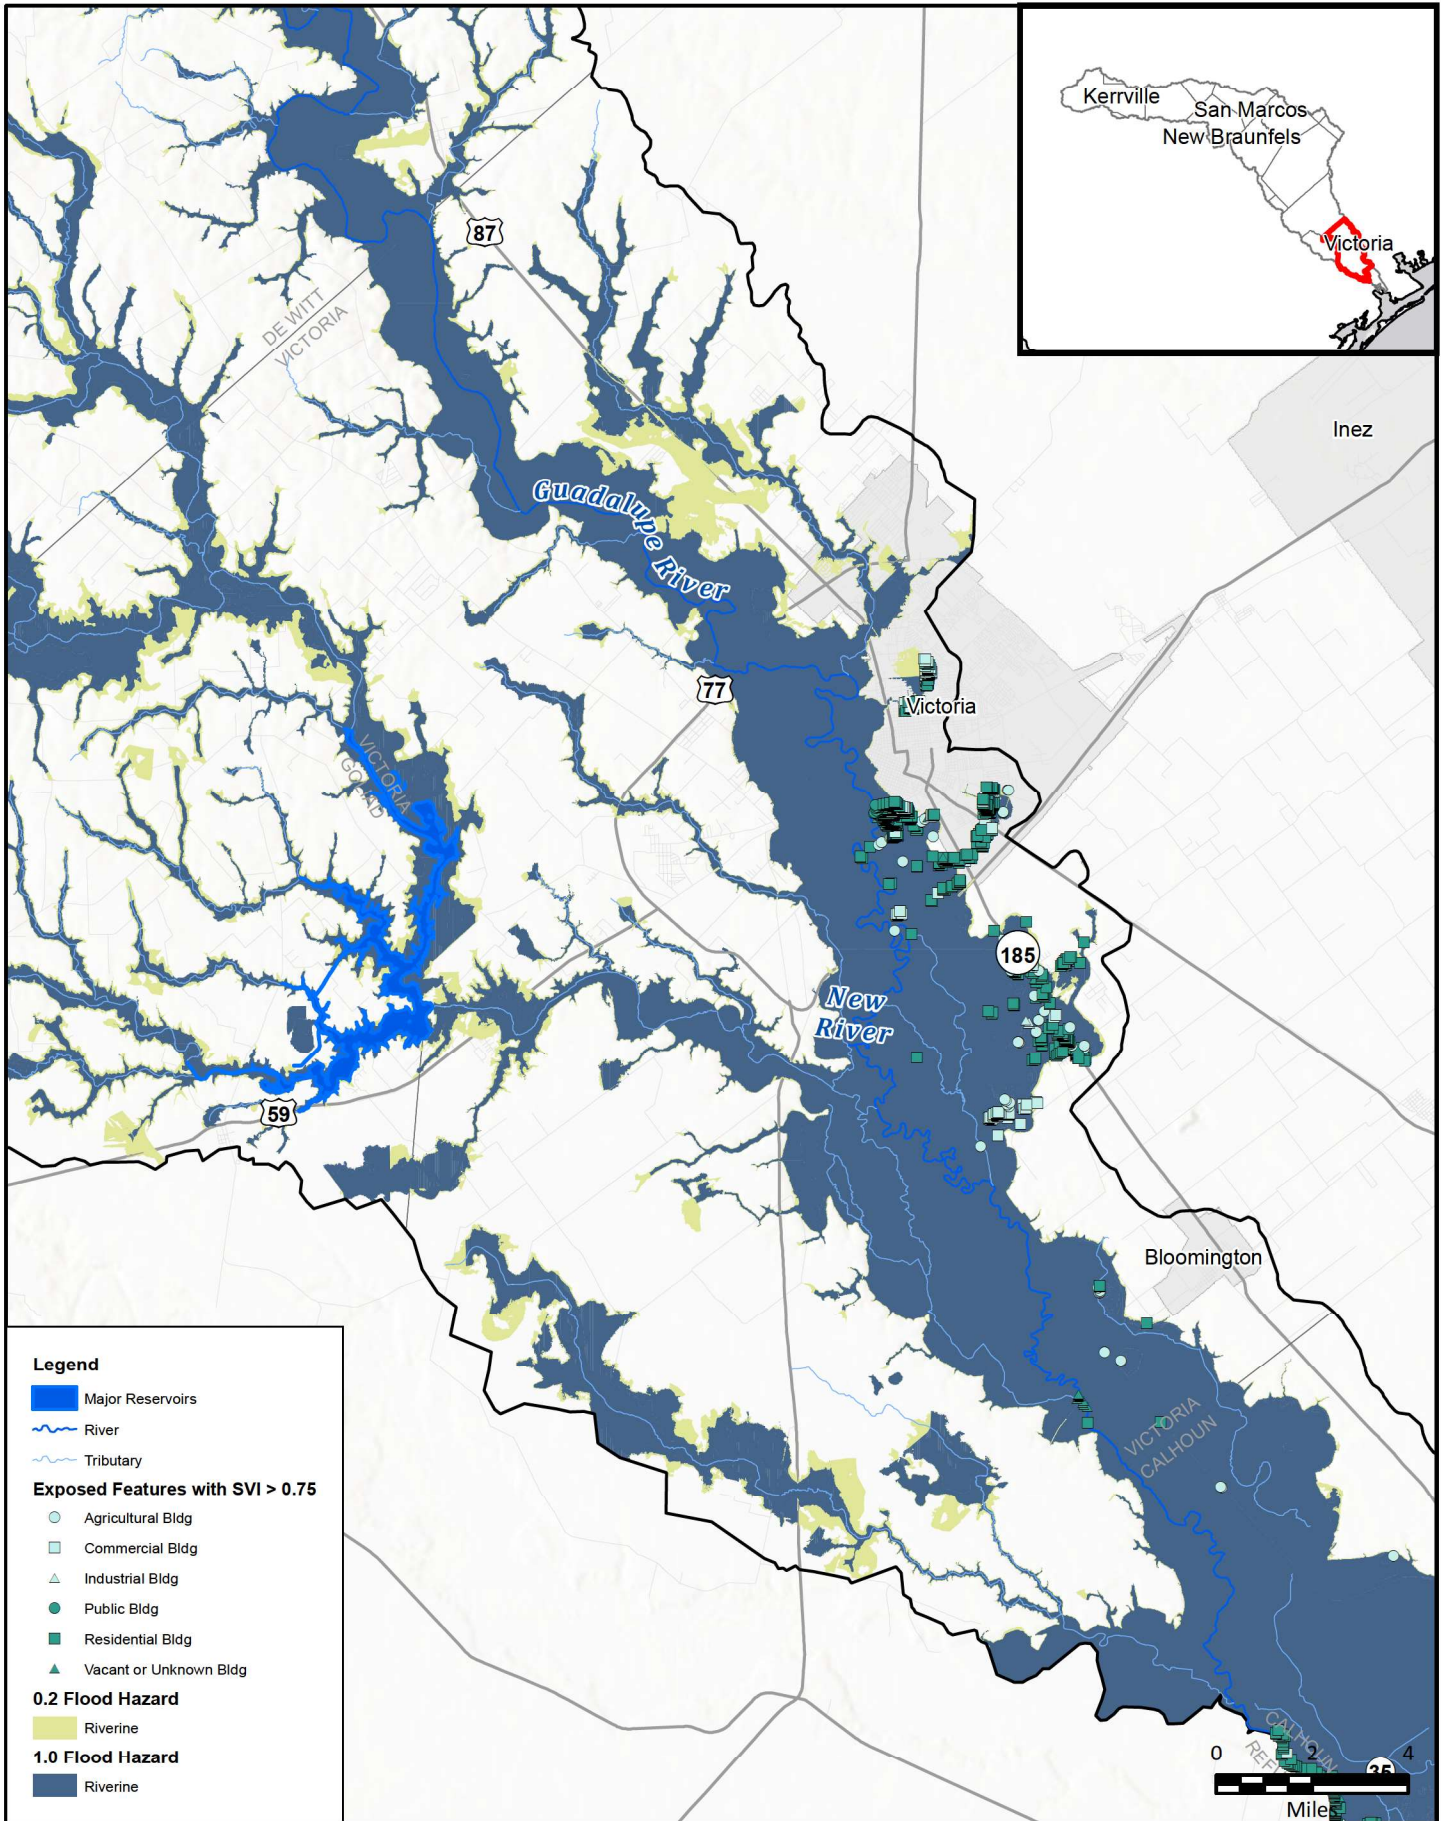 Kerrville
San Marcos
New Braunfels
Victoria
87
DE WITT
VICTORIA
Inez
Guadalupe River
77
Victoria
VICTORIA
GOLIAD
185
New
River
59
Bloomington
VICTORIA
CALHOUN
Legend
Major Reservoirs
River
Tributary
Exposed Features with SVI > 0.75
Agricultural Bldg
Commercial Bldg
Industrial Bldg
Public Bldg
Residential Bldg
Vacant or Unknown Bldg
0.2 Flood Hazard
Riverine
1.0 Flood Hazard
Riverine
CALHOUN
35
0 2 4
Miles